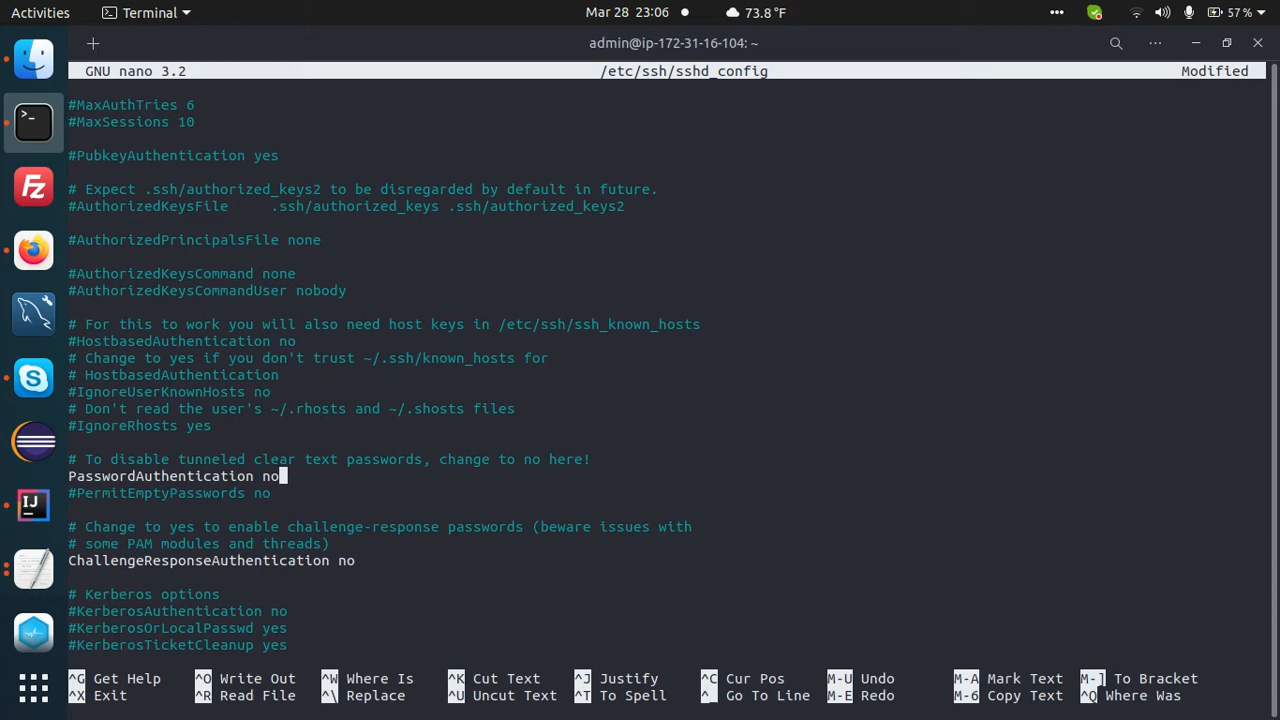 Activities
Terminal
Mar 28 23:06
73.8 °F
57 %
admin@ip-172-31-16-104: ~
GNU nano 3.2 /etc/ssh/sshd_config Modified
#MaxAuthTries 6
#MaxSessions 10
#PubkeyAuthentication yes
# Expect .ssh/authorized_keys2 to be disregarded by default in future.
#AuthorizedKeysFile .ssh/authorized_keys .ssh/authorized_keys2
#AuthorizedPrincipalsFile none
#AuthorizedKeysCommand none
#AuthorizedKeysCommandUser nobody
# For this to work you will also need host keys in /etc/ssh/ssh_known_hosts
#HostbasedAuthentication no
# Change to yes if you don't trust ~/.ssh/known_hosts for
# HostbasedAuthentication
#IgnoreUserKnownHosts no
# Don't read the user's ~/.rhosts and ~/.shosts files
#IgnoreRhosts yes
# To disable tunneled clear text passwords, change to no here!
PasswordAuthentication no
#PermitEmptyPasswords no
# Change to yes to enable challenge-response passwords (beware issues with
# some PAM modules and threads)
ChallengeResponseAuthentication no
# Kerberos options
#KerberosAuthentication no
#KerberosOrLocalPasswd yes
#KerberosTicketCleanup yes
^G Get Help ^O Write Out ^W Where Is ^K Cut Text ^J Justify ^C Cur Pos M-U Undo M-A Mark Text M-] To Bracket
^X Exit ^R Read File ^\ Replace ^U Uncut Text ^T To Spell ^_ Go To Line M-E Redo M-6 Copy Text ^Q Where Was